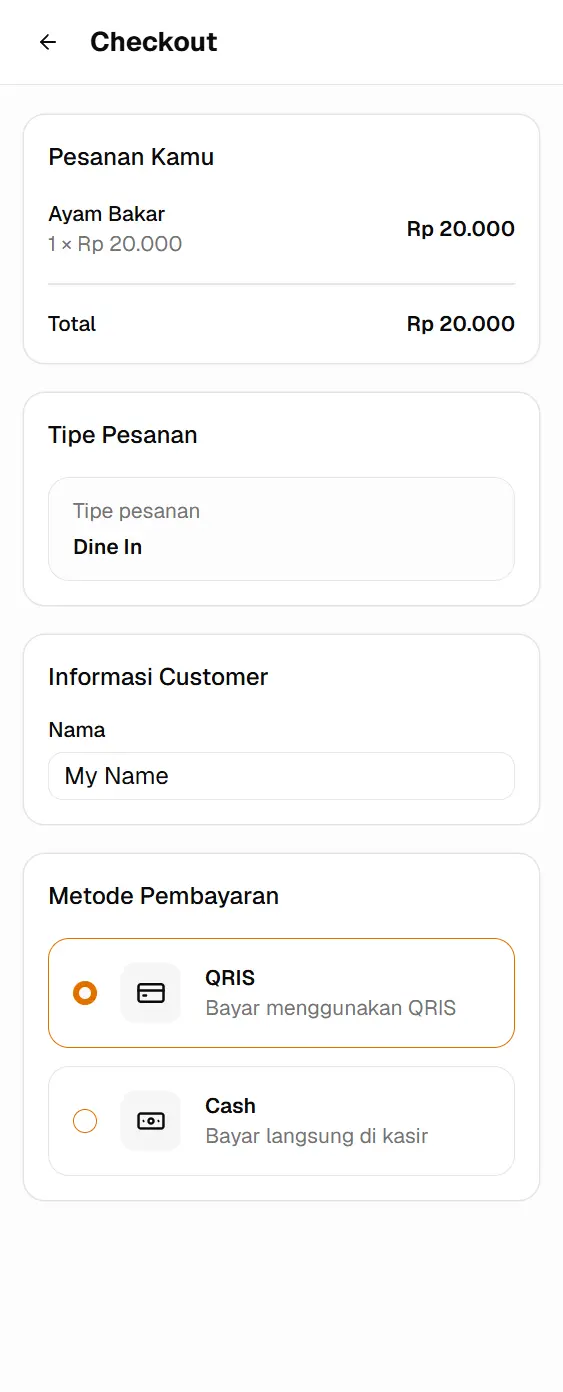 Checkout
Pesanan Kamu
Ayam Bakar
1 × Rp 20.000
Rp 20.000
Total
Rp 20.000
Tipe Pesanan
Tipe pesanan
Dine In
Informasi Customer
Nama
My Name
Metode Pembayaran
QRIS
Bayar menggunakan QRIS
Cash
Bayar langsung di kasir